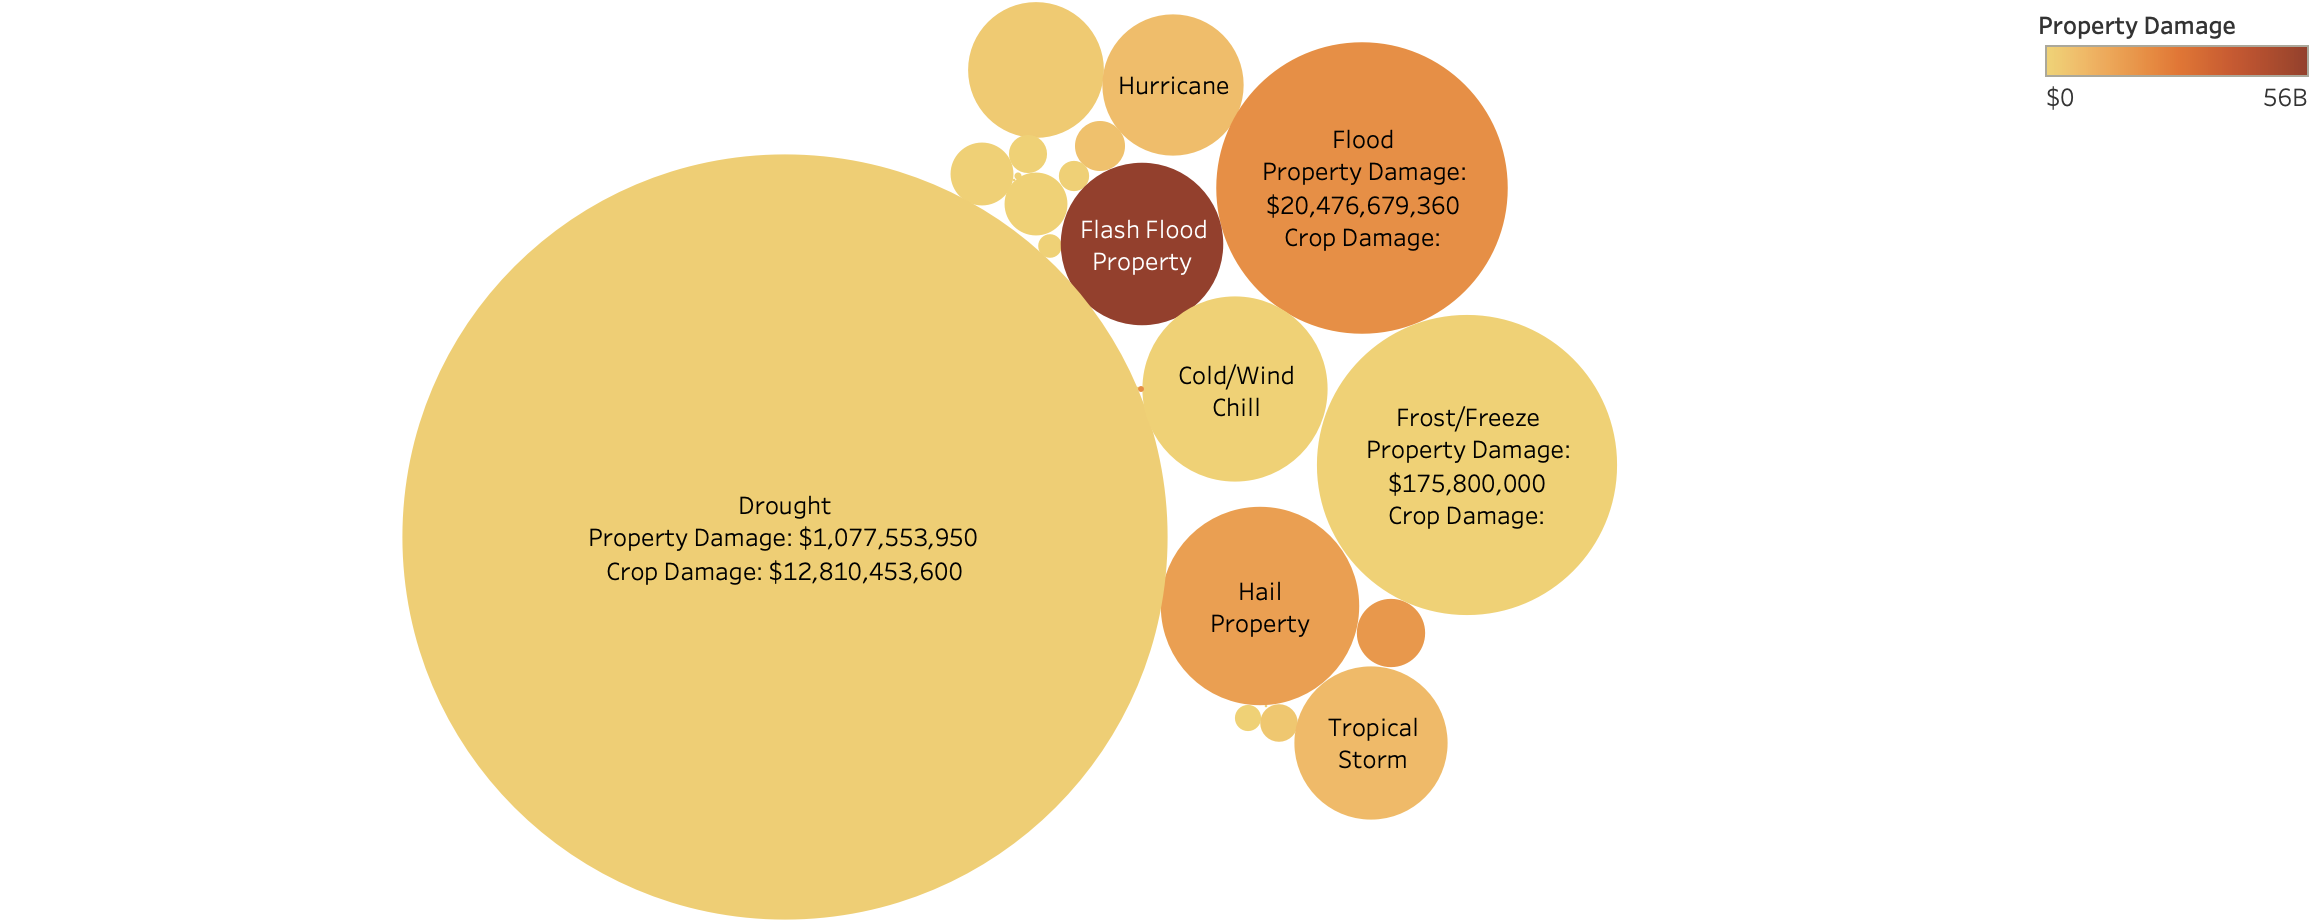 Property Damage
$0
56B
Hurricane
Flood
Property Damage:
$20,476,679,360
Crop Damage:
Flash Flood
Property
Cold/Wind
Chill
Frost/Freeze
Property Damage:
$175,800,000
Crop Damage:
Drought
Property Damage: $1,077,553,950
Crop Damage: $12,810,453,600
Hail
Property
Tropical
Storm